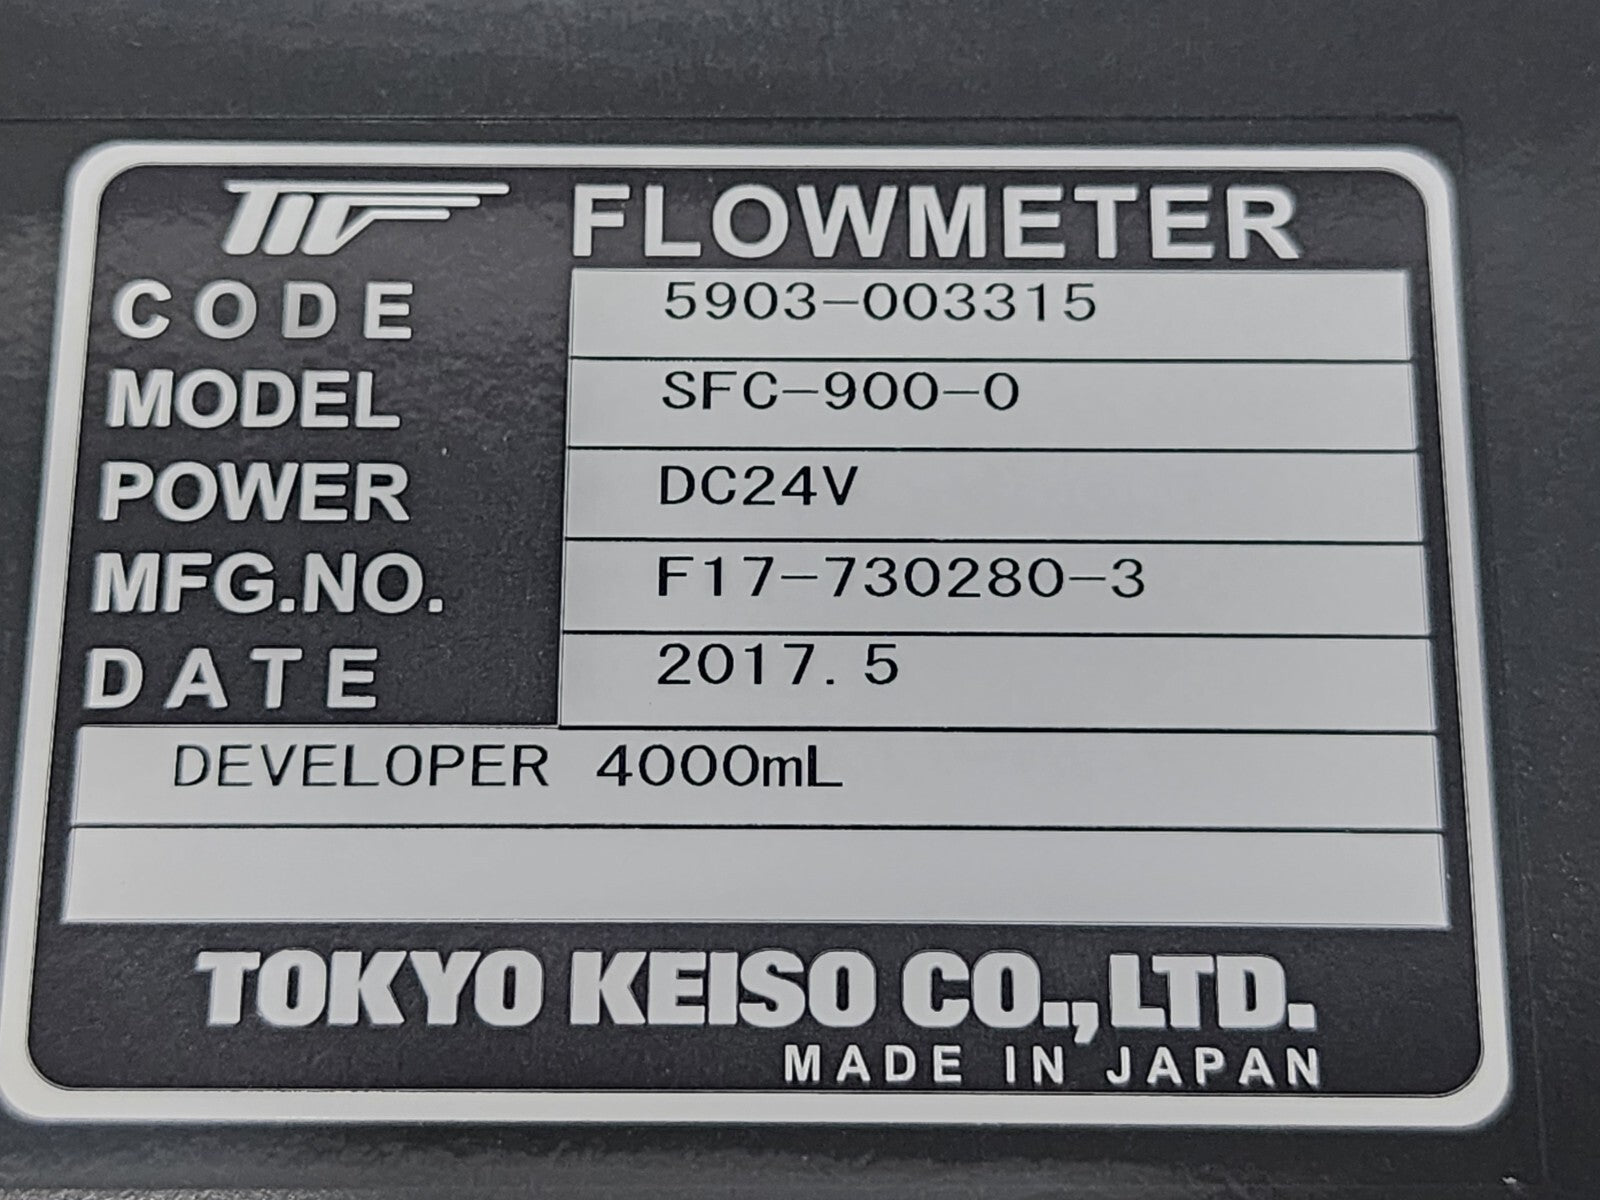 FLOWMETER
CODE 5903-003315
MODEL SFC-900-0
POWER DC24V
MFG.NO. F17-730280-3
DATE 2017.5
DEVELOPER 4000mL
TOKYO KEISO CO.,LTD.
MADE IN JAPAN